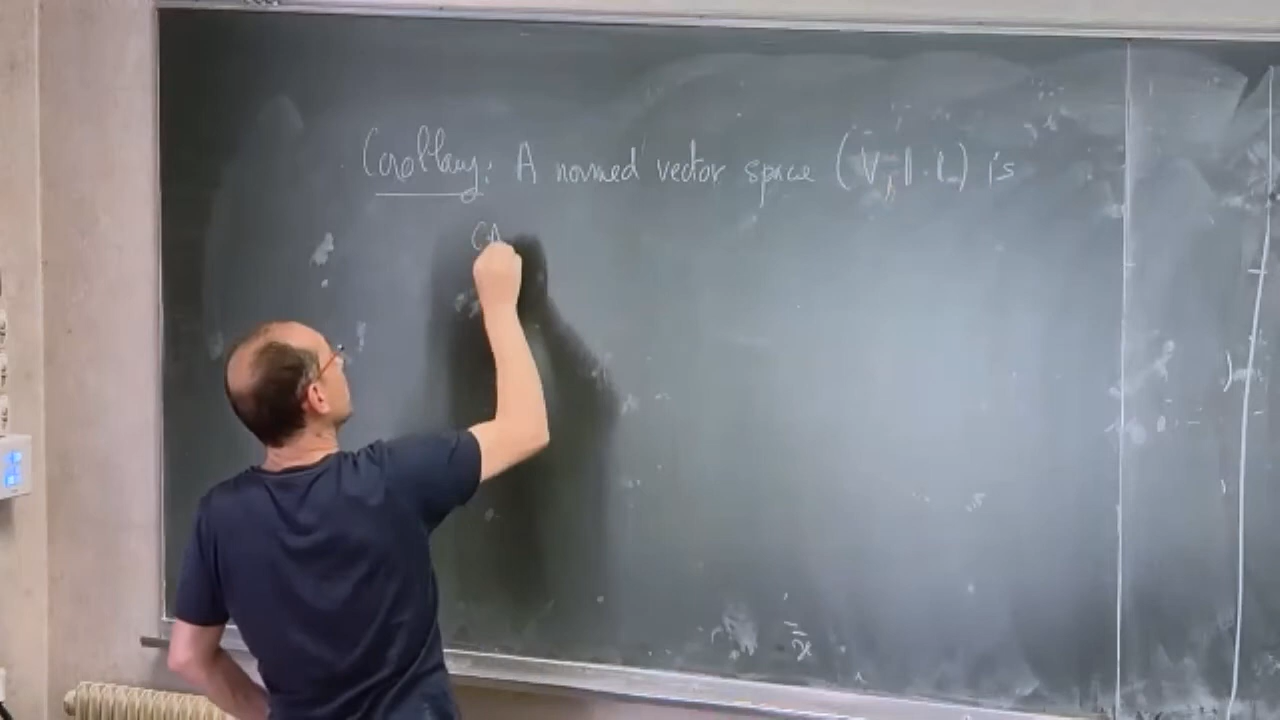 Corollary: A normed vector space (V, ‖·‖) is